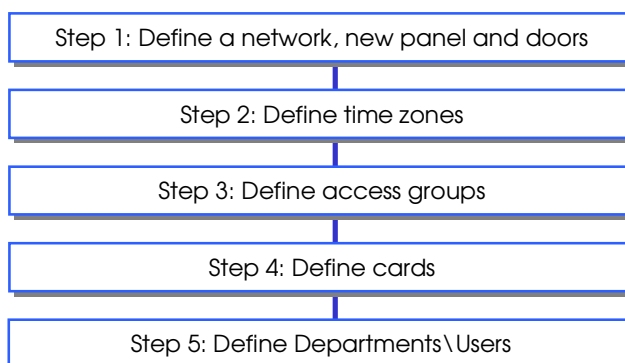 Step 1: Define a network, new panel and doors
Step 2: Define time zones
Step 3: Define access groups
Step 4: Define cards
Step 5: Define Departments\Users